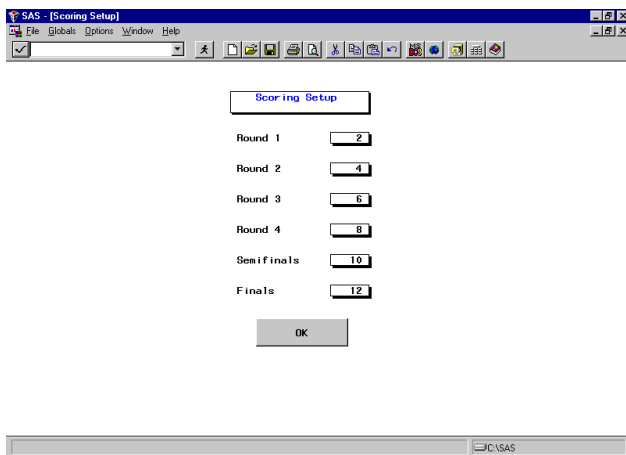 SAS - [Scoring Setup]
File Globals Options Window Help
Scoring Setup
Round 1 2
Round 2 4
Round 3 6
Round 4 8
Semifinals 10
Finals 12
OK
C:\SAS